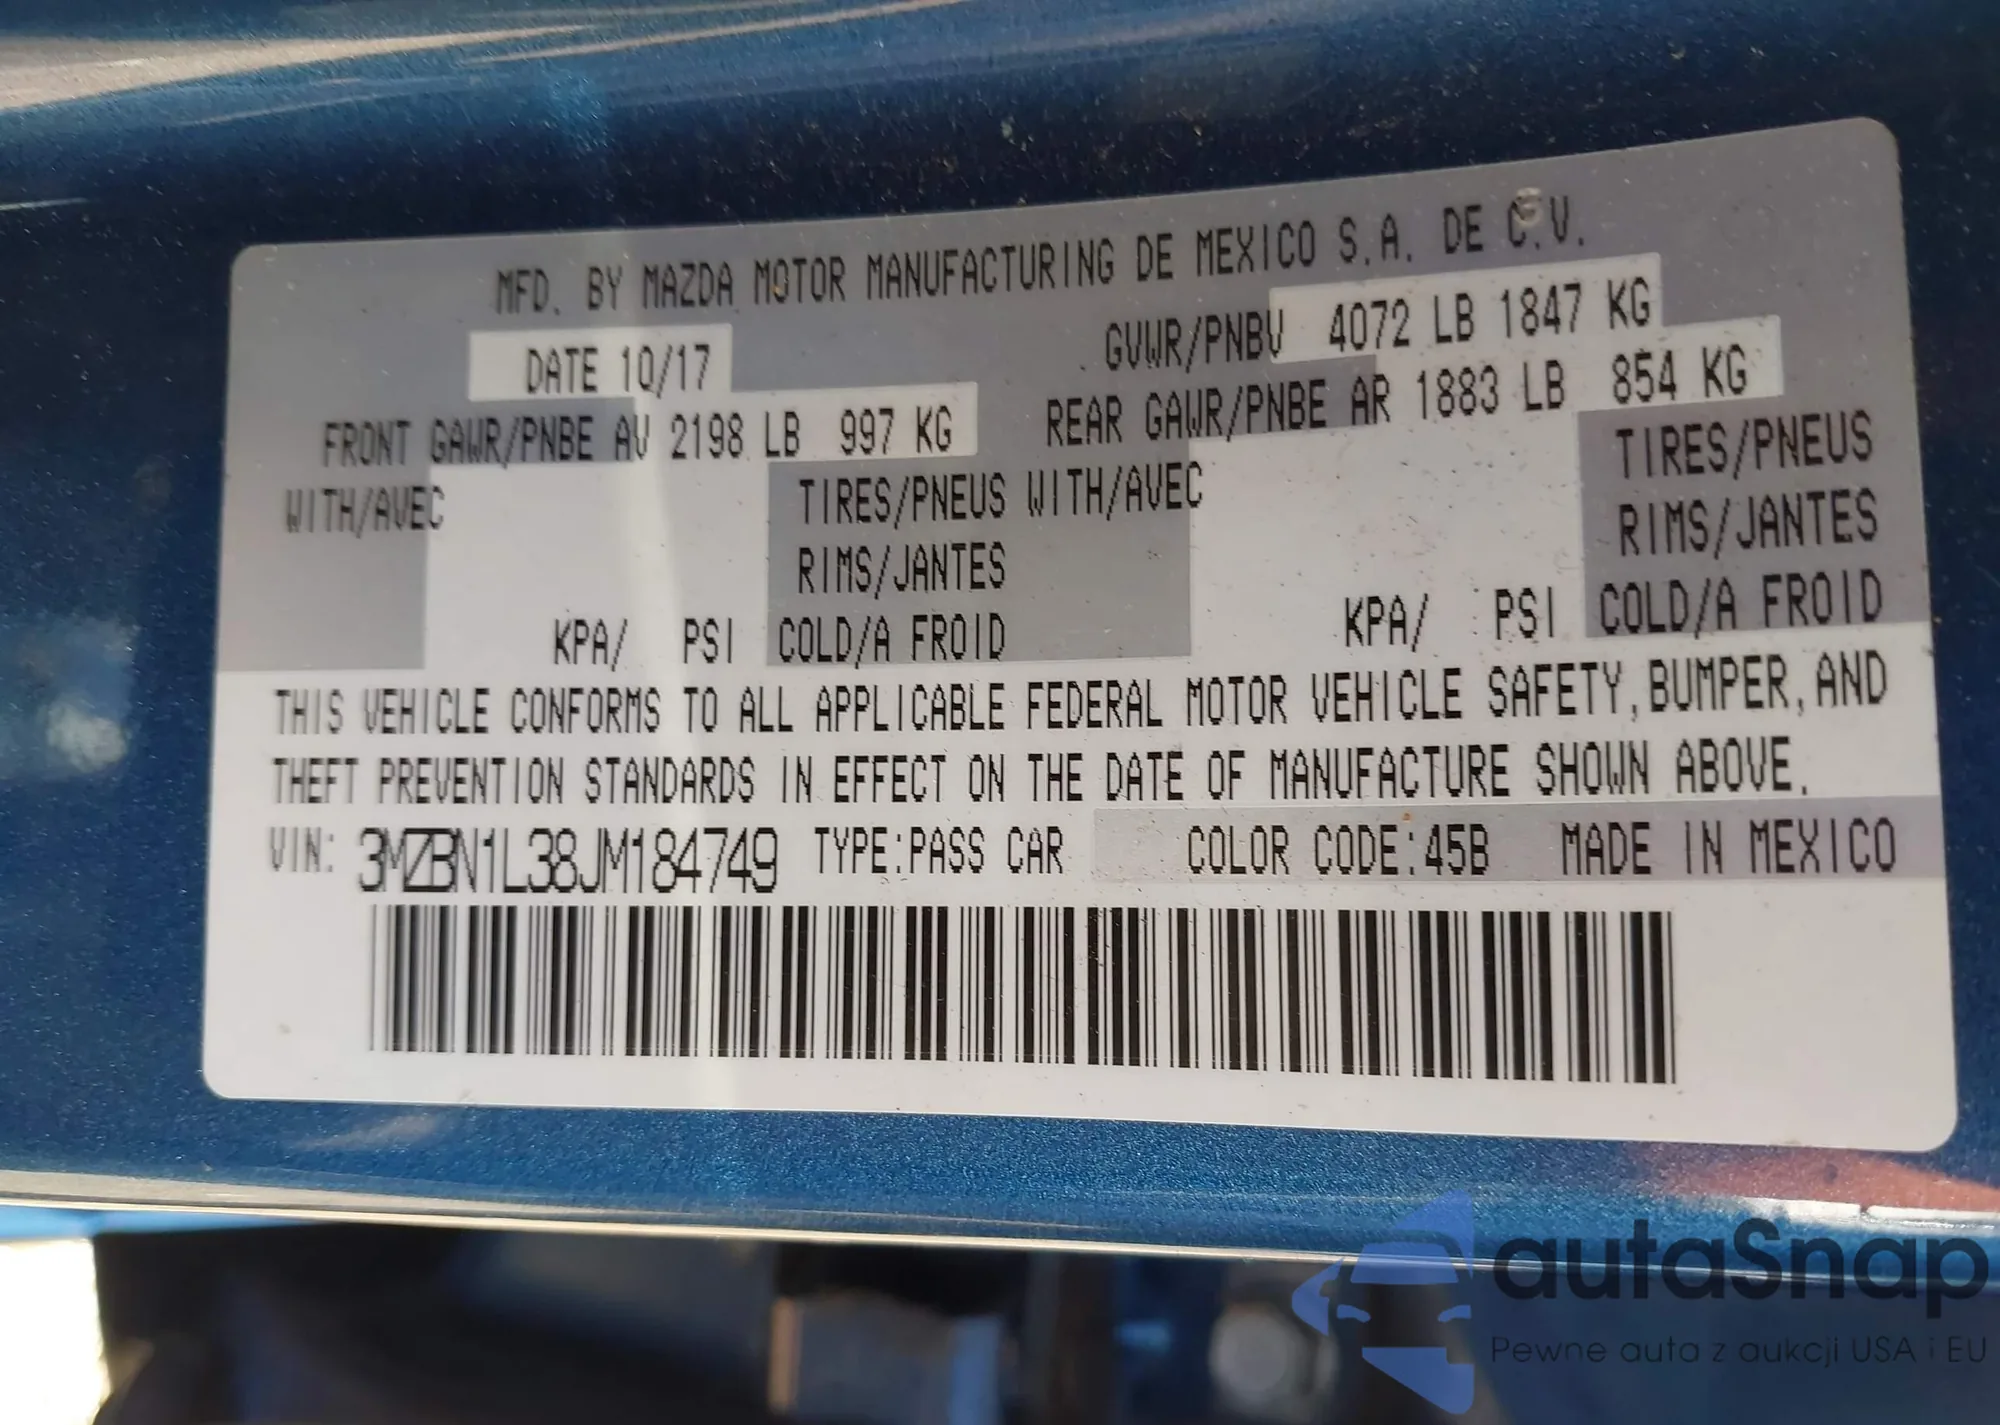 MFD. BY MAZDA MOTOR MANUFACTURING DE MEXICO S.A. DE C.V.
DATE 10/17 GVWR/PNBV 4072 LB 1847 KG
FRONT GAWR/PNBE AV 2198 LB 997 KG REAR GAWR/PNBE AR 1883 LB 854 KG
WITH/AVEC TIRES/PNEUS WITH/AVEC TIRES/PNEUS
RIMS/JANTES RIMS/JANTES
KPA/ PSI COLD/A FROID KPA/ PSI COLD/A FROID
THIS VEHICLE CONFORMS TO ALL APPLICABLE FEDERAL MOTOR VEHICLE SAFETY, BUMPER, AND
THEFT PREVENTION STANDARDS IN EFFECT ON THE DATE OF MANUFACTURE SHOWN ABOVE.
VIN: 3MZBN1L38JM184749 TYPE:PASS CAR COLOR CODE:45B MADE IN MEXICO
autaSnap
Pewne auta z aukcji USA i EU